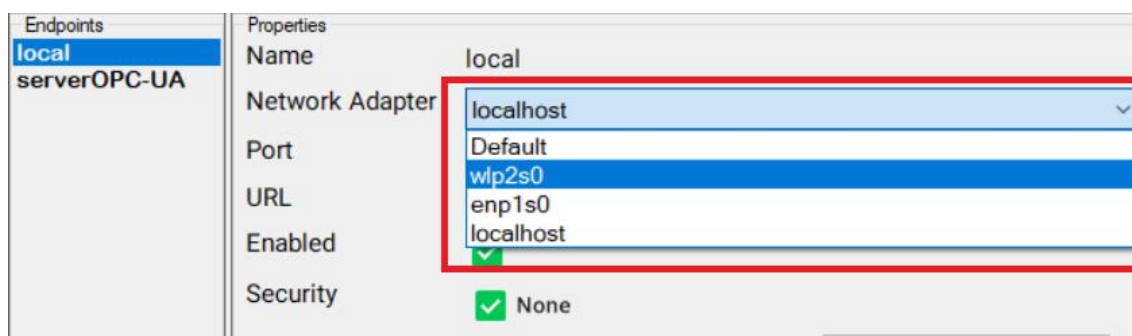 Endpoints
local
serverOPC-UA
Properties
Name local
Network Adapter localhost
Default
wlp2s0
enp1s0
localhost
Port
URL
Enabled
Security None